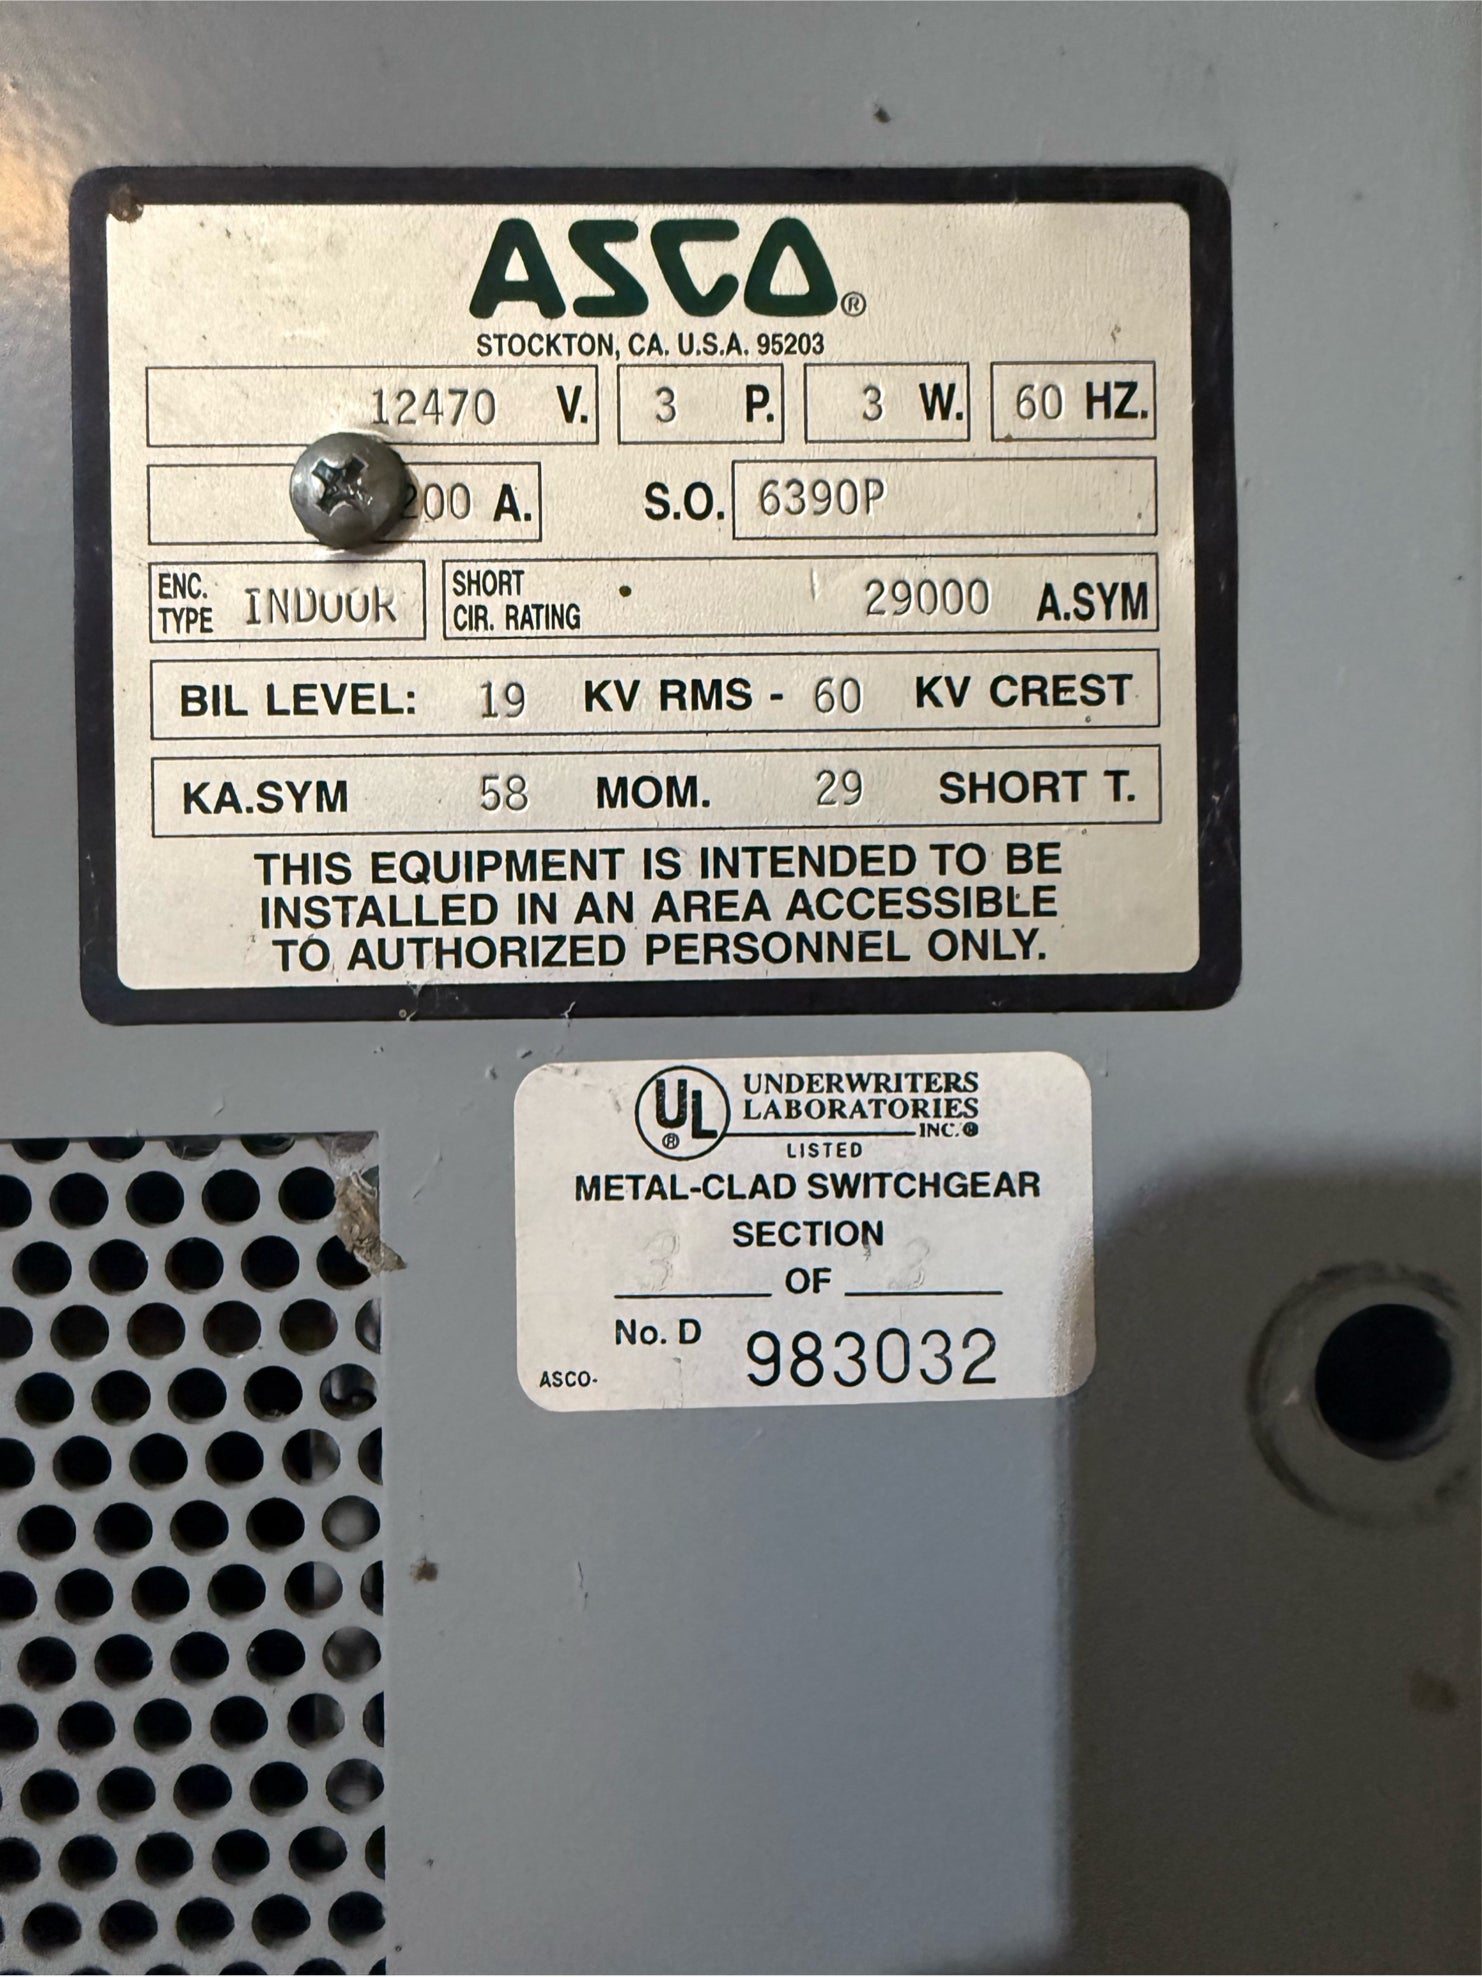 ASCO®
STOCKTON, CA. U.S.A. 95203
12470 V. 3 P. 3 W. 60 HZ.
200 A. S.O. 6390P
ENC. TYPE INDOOR SHORT CIR. RATING 29000 A.SYM
BIL LEVEL: 19 KV RMS - 60 KV CREST
KA.SYM 58 MOM. 29 SHORT T.
THIS EQUIPMENT IS INTENDED TO BE
INSTALLED IN AN AREA ACCESSIBLE
TO AUTHORIZED PERSONNEL ONLY.
UL® UNDERWRITERS
LABORATORIES
INC.®
LISTED
METAL-CLAD SWITCHGEAR
SECTION
3 OF 3
No. D 983032
ASCO-